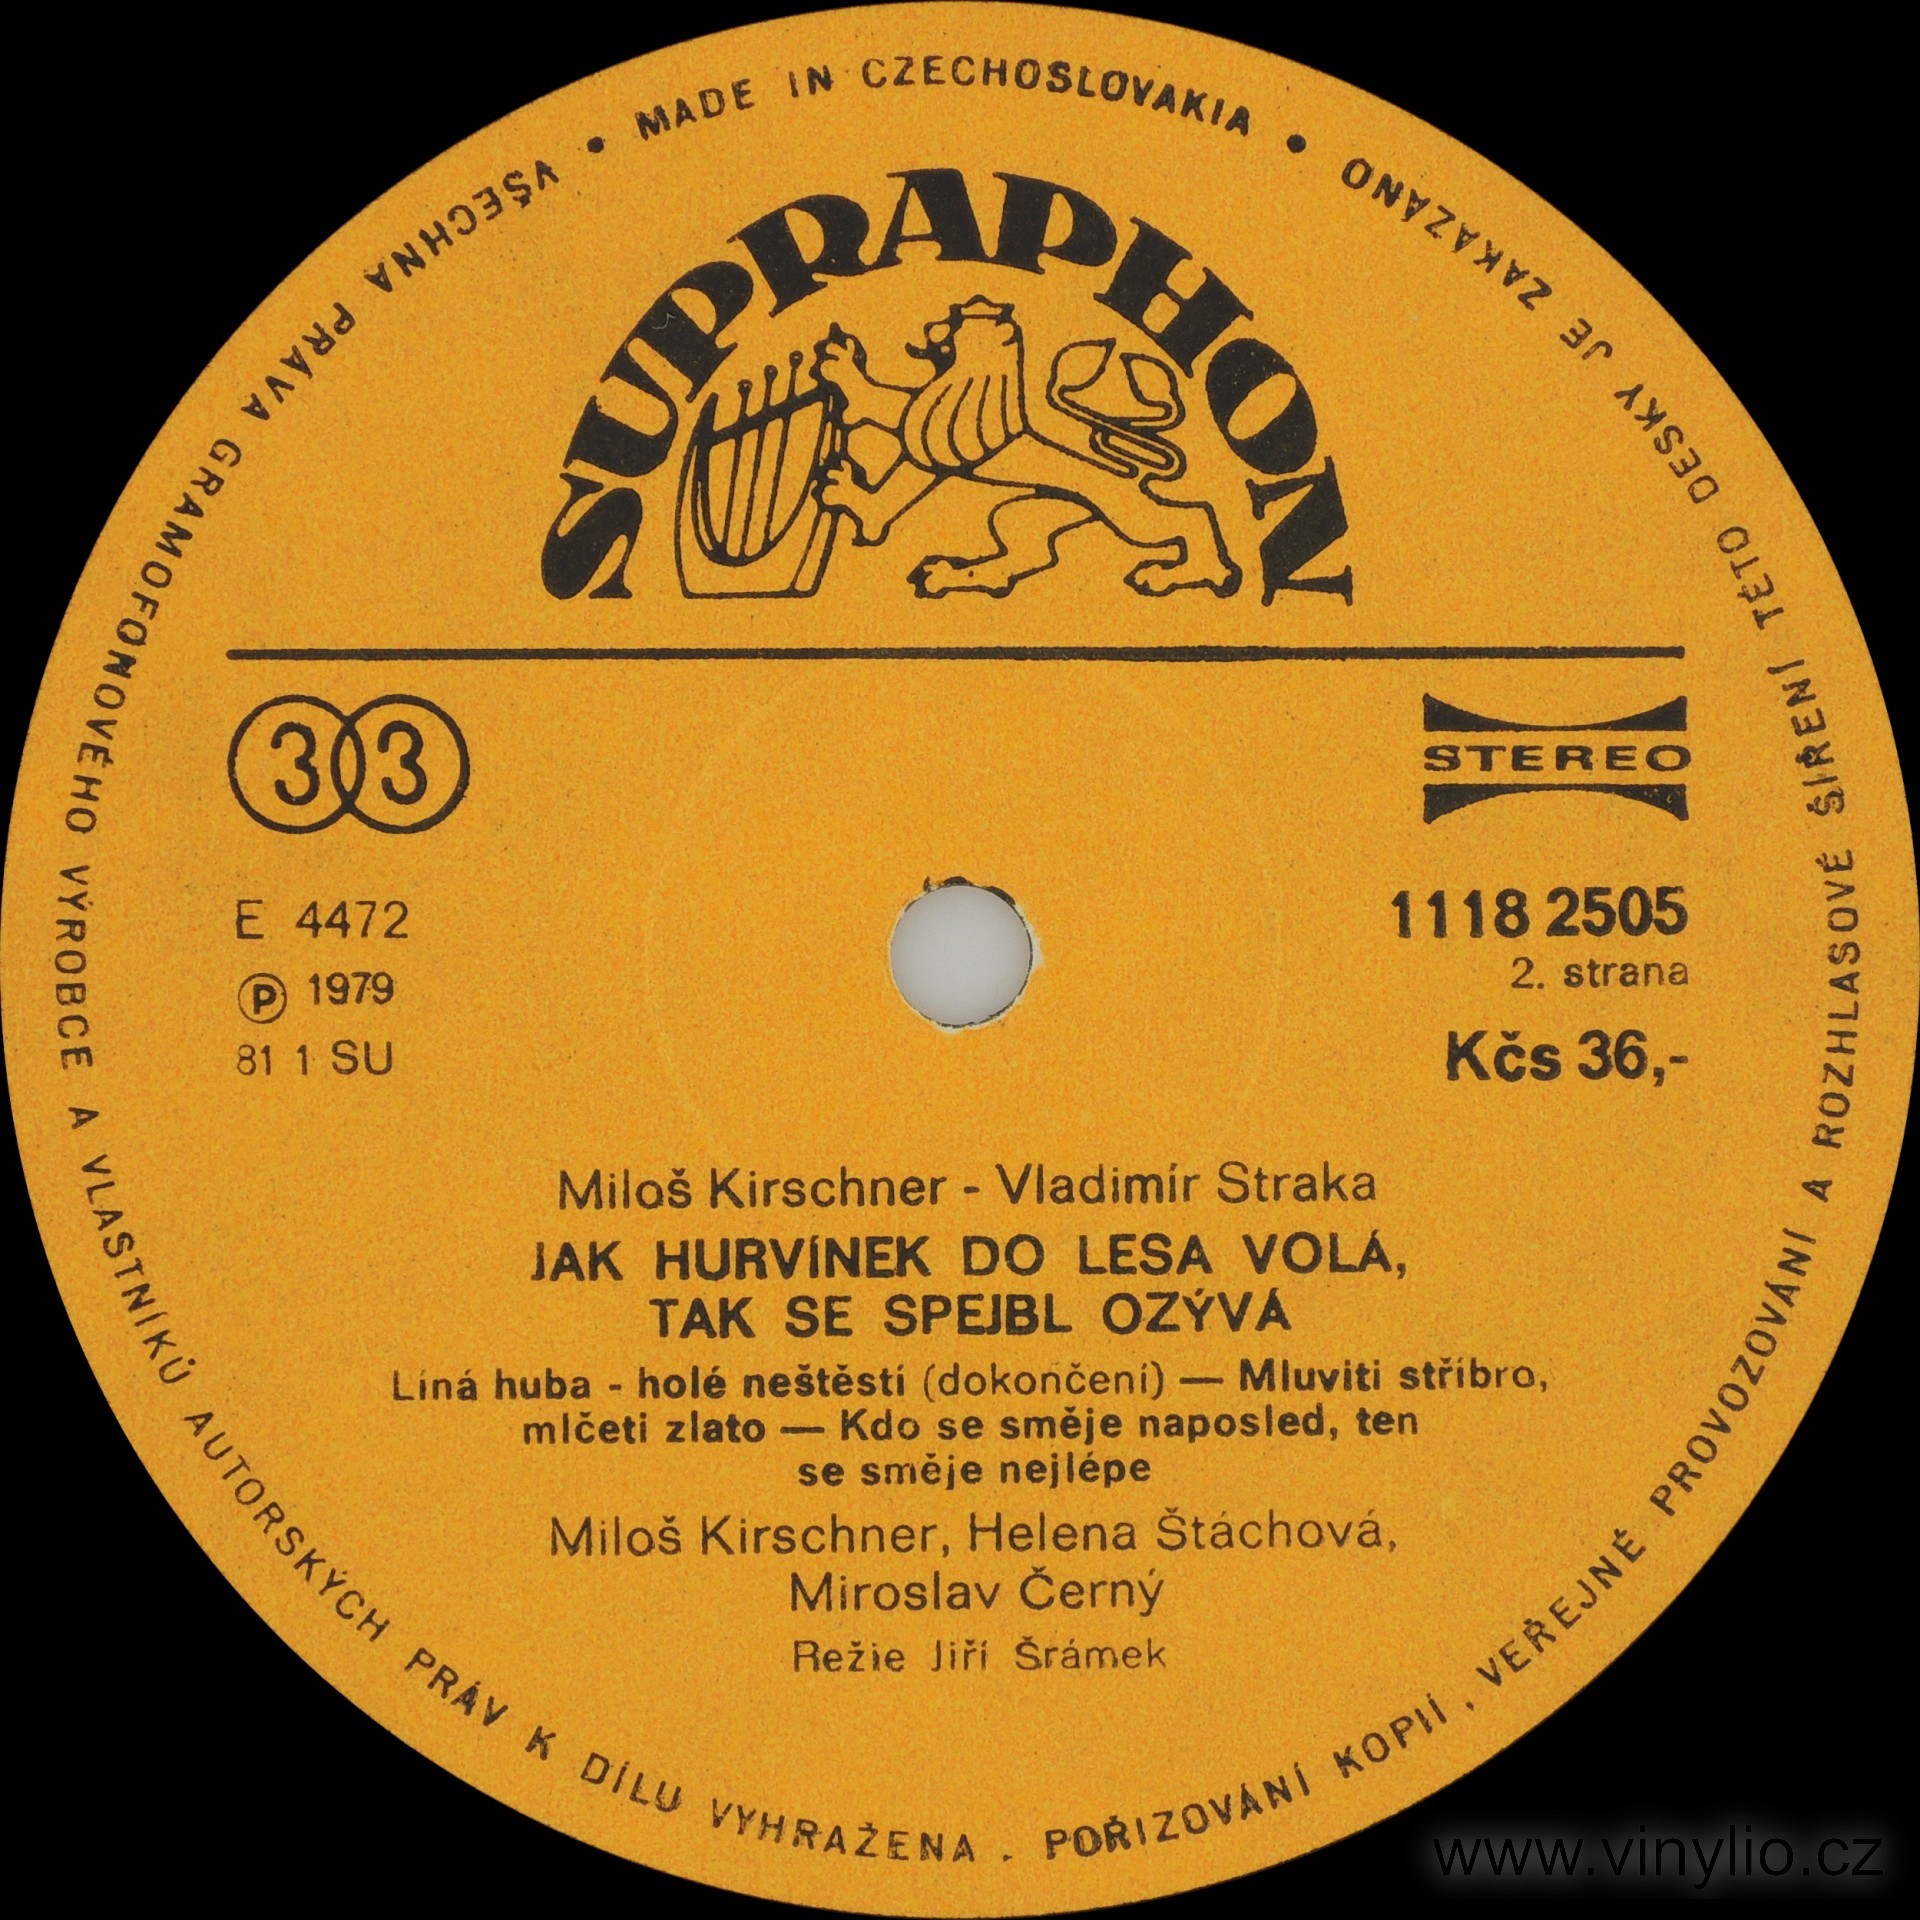 MADE IN CZECHOSLOVAKIA •
VŠECHNA PRÁVA GRAMOFONOVÉHO VÝROBCE A VLASTNÍKŮ AUTORSKÝCH PRÁV K DÍLU VYHRAŽENA . POŘIZOVÁNÍ KOPIÍ , VEŘEJNÉ PROVOZOVÁNÍ A ROZHLASOVÉ ŠÍŘENÍ TÉTO DESKY JE ZAKÁZÁNO •
SUPRAPHON
33
STEREO
E 4472
Ⓟ 1979
81 1 SU
1118 2505
2. strana
Kčs 36,-
Miloš Kirschner - Vladimír Straka
JAK HURVÍNEK DO LESA VOLÁ,
TAK SE SPEJBL OZÝVÁ
Líná huba - holé neštěstí (dokončení) — Mluviti stříbro,
mlčeti zlato — Kdo se směje naposled, ten
se směje nejlépe
Miloš Kirschner, Helena Štáchová,
Miroslav Černý
Režie Jiří Šrámek
www.vinylio.cz